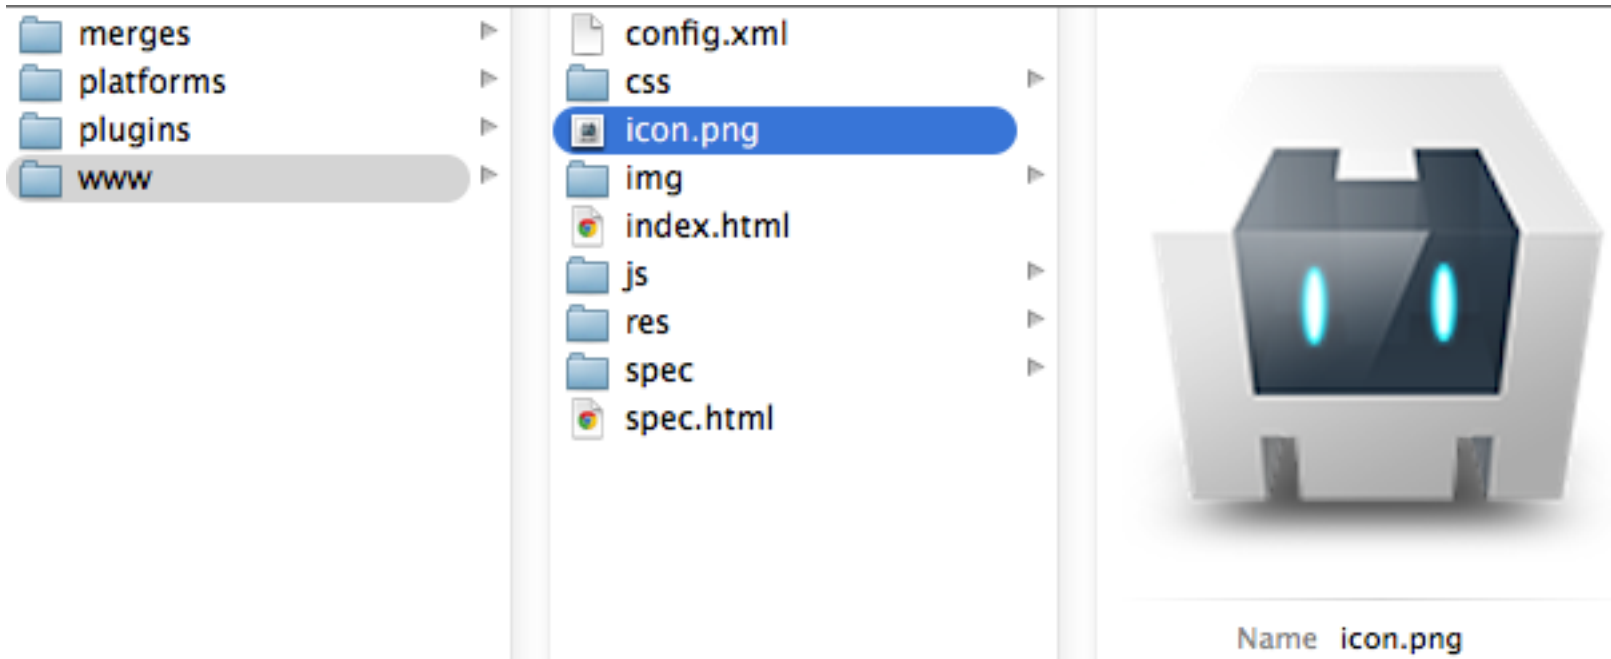 merges
platforms
plugins
www
config.xml
css
icon.png
img
index.html
js
res
spec
spec.html
Name icon.png